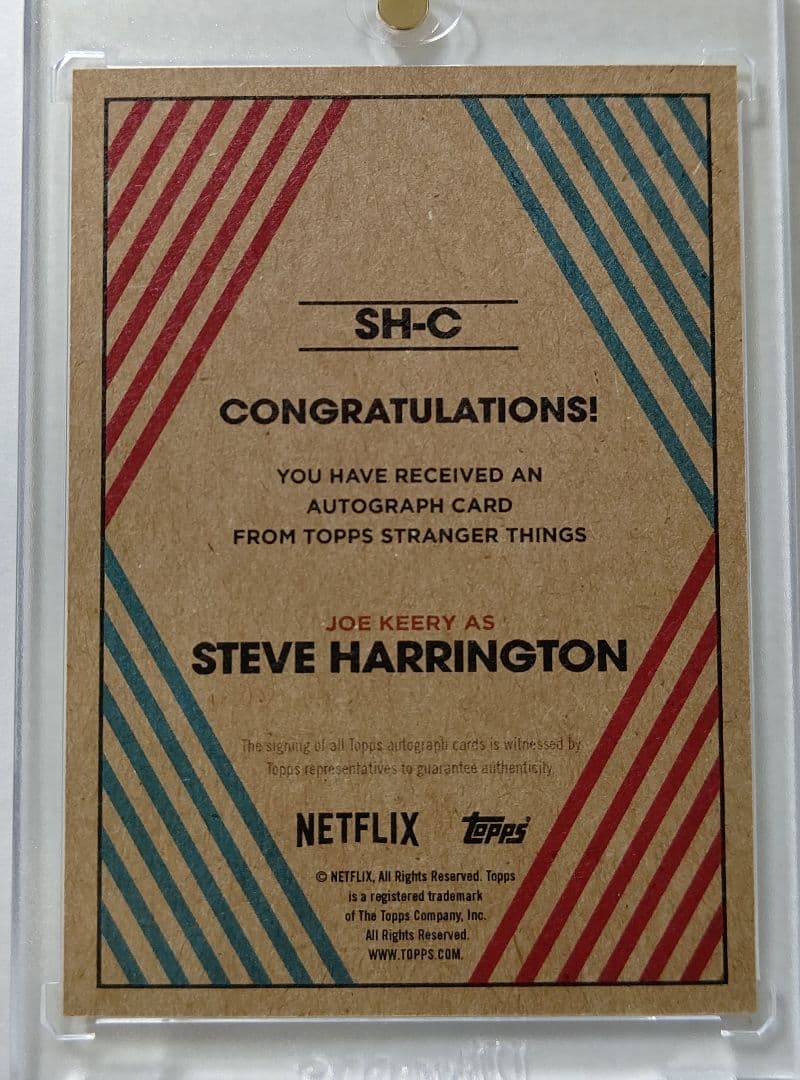 SH-C
CONGRATULATIONS!
YOU HAVE RECEIVED AN
AUTOGRAPH CARD
FROM TOPPS STRANGER THINGS
JOE KEERY AS
STEVE HARRINGTON
The signing of all Topps autograph cards is witnessed by
Topps representatives to guarantee authenticity.
NETFLIX topps
© NETFLIX, All Rights Reserved. Topps
is a registered trademark
of The Topps Company, Inc.
All Rights Reserved.
WWW.TOPPS.COM.